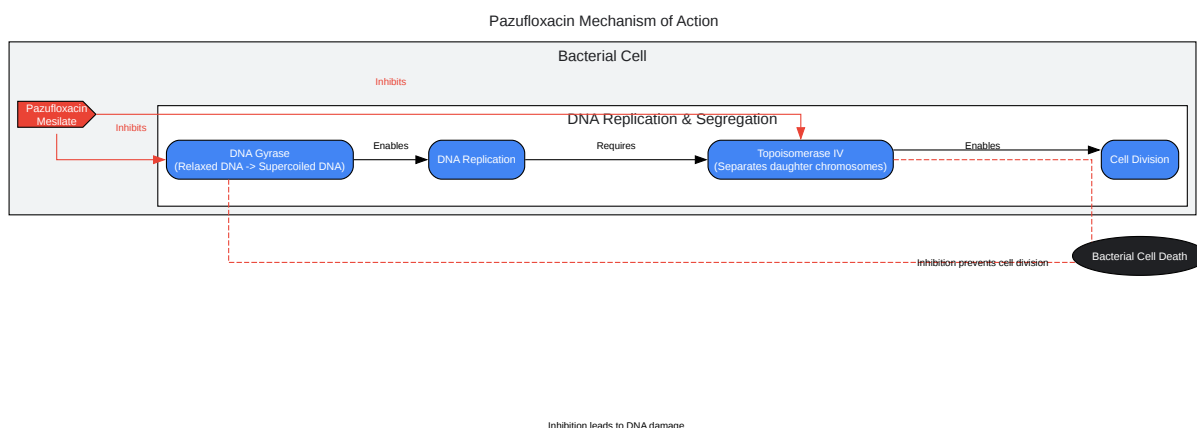 Pazufloxacin Mechanism of Action
Bacterial Cell
Inhibits
Pazufloxacin
Mesilate
Inhibits
DNA Replication & Segregation
DNA Gyrase
(Relaxed DNA -> Supercoiled DNA)
Enables
DNA Replication
Requires
Topoisomerase IV
(Separates daughter chromosomes)
Enables
Cell Division
Inhibition prevents cell division
Bacterial Cell Death
Inhibition leads to DNA damage